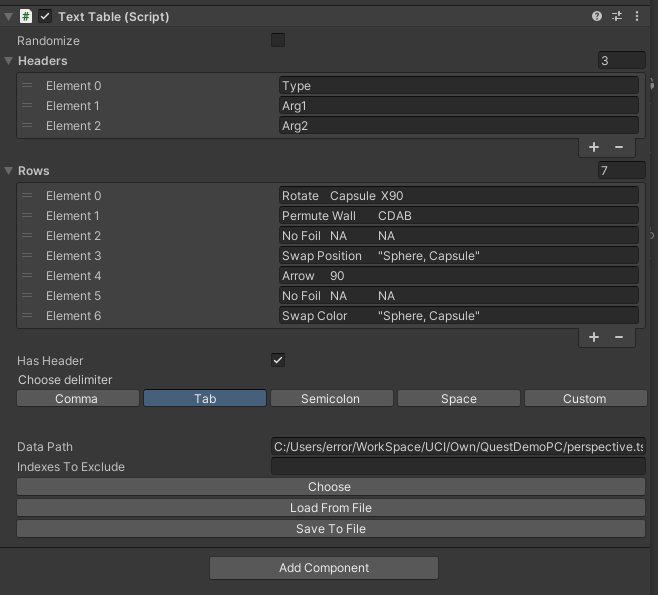 Text Table (Script)
Randomize
Headers 3
Element 0 Type
Element 1 Arg1
Element 2 Arg2
+ −
Rows 7
Element 0 Rotate Capsule X90
Element 1 Permute Wall CDAB
Element 2 No Foil NA NA
Element 3 Swap Position "Sphere, Capsule"
Element 4 Arrow 90
Element 5 No Foil NA NA
Element 6 Swap Color "Sphere, Capsule"
+ −
Has Header
Choose delimiter
Comma Tab Semicolon Space Custom
Data Path C:/Users/error/WorkSpace/UCI/Own/QuestDemoPC/perspective.ts
Indexes To Exclude
Choose
Load From File
Save To File
Add Component